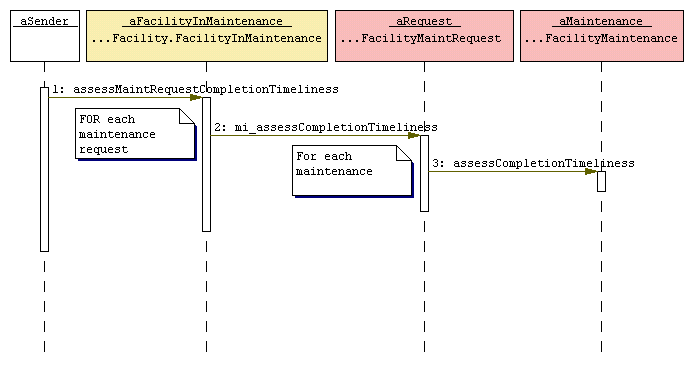 aSender
aFacilityInMaintenance
...Facility.FacilityInMaintenance
aRequest
...FacilityMaintRequest
aMaintenance
...FacilityMaintenance
1: assessMaintRequestCompletionTimeliness
FOR each
maintenance
request
2: mi_assessCompletionTimeliness
For each
maintenance
3: assessCompletionTimeliness